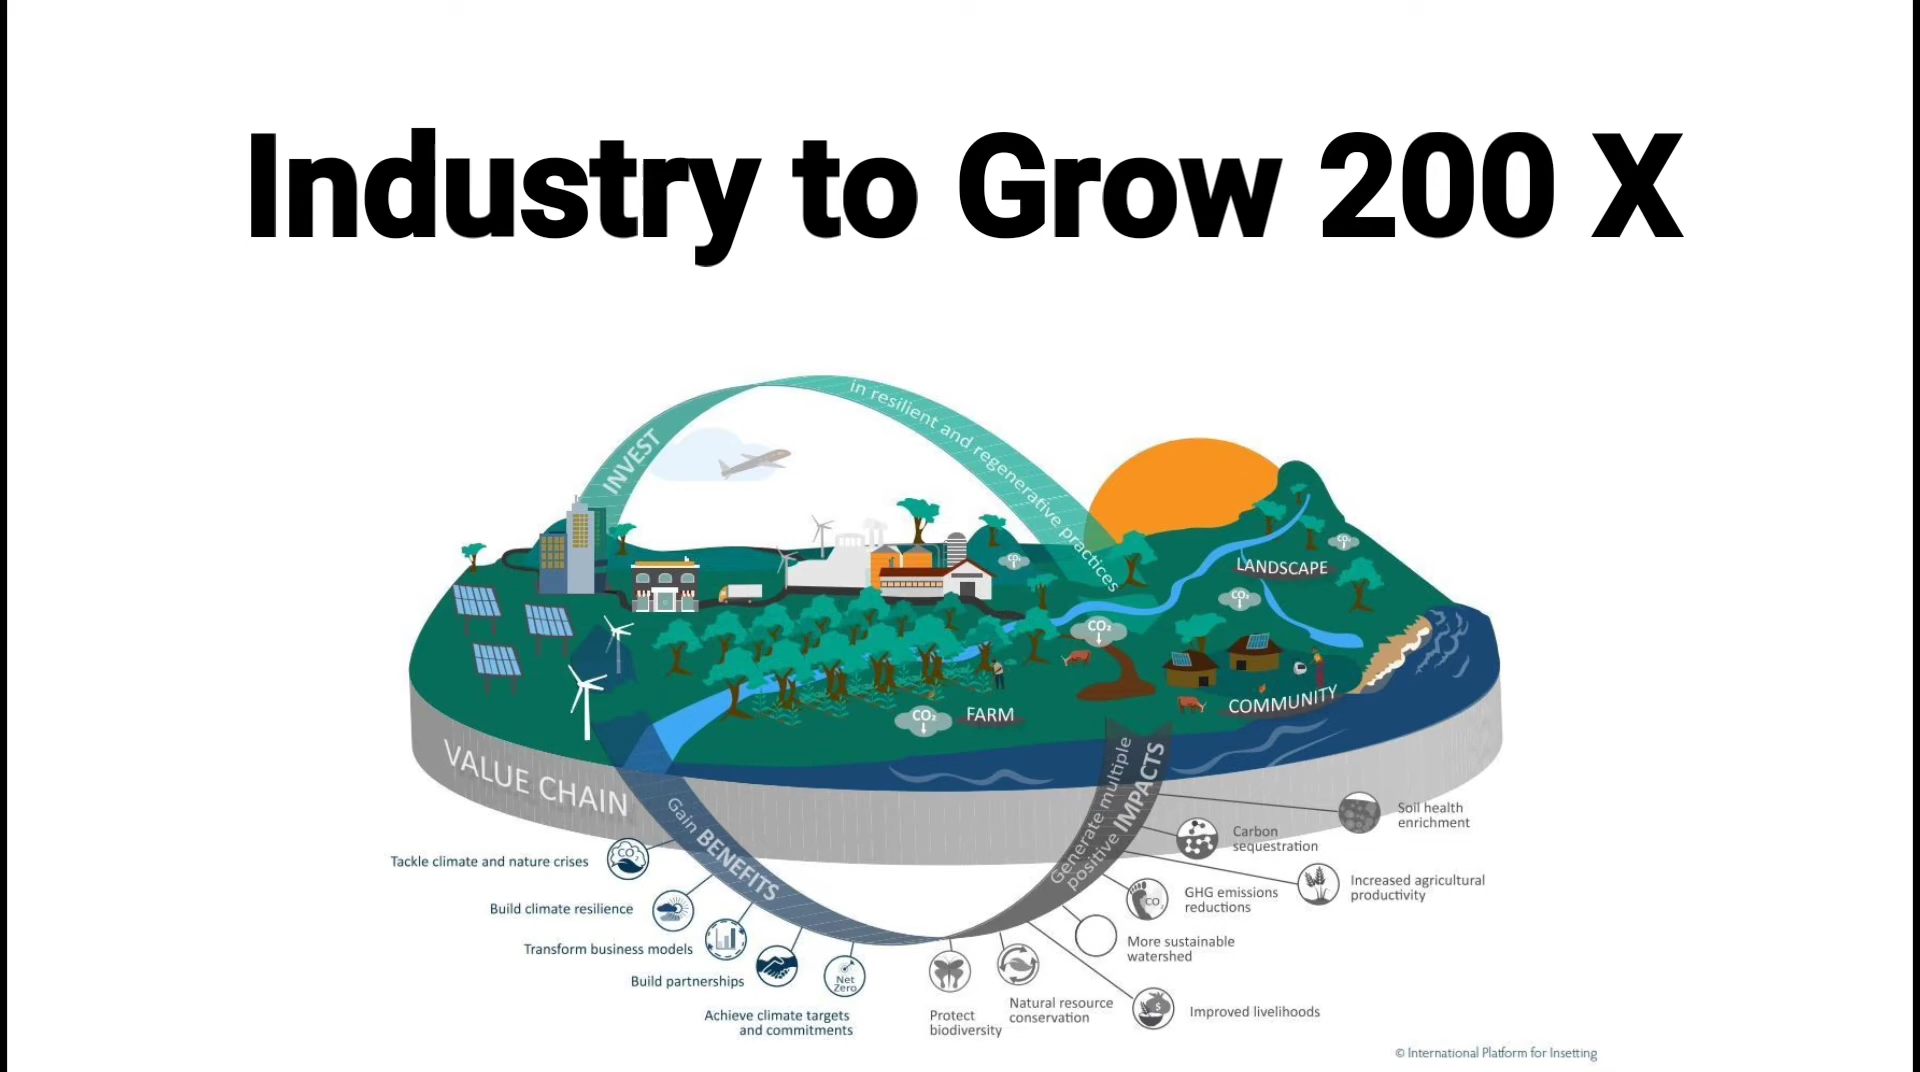 Industry to Grow 200 X
INVEST
in resilient and regenerative practices
CO₂
CO₂
LANDSCAPE
CO₂
CO₂
COMMUNITY
CO₂
FARM
VALUE CHAIN
Gain BENEFITS
Generate multiple
positive IMPACTS
Soil health
enrichment
Carbon
sequestration
CO₂
Tackle climate and nature crises
Increased agricultural
productivity
CO₂
GHG emissions
reductions
Build climate resilience
More sustainable
watershed
Transform business models
Build partnerships
Net
Zero
Achieve climate targets
and commitments
Protect
biodiversity
Natural resource
conservation
$
Improved livelihoods
© International Platform for Insetting